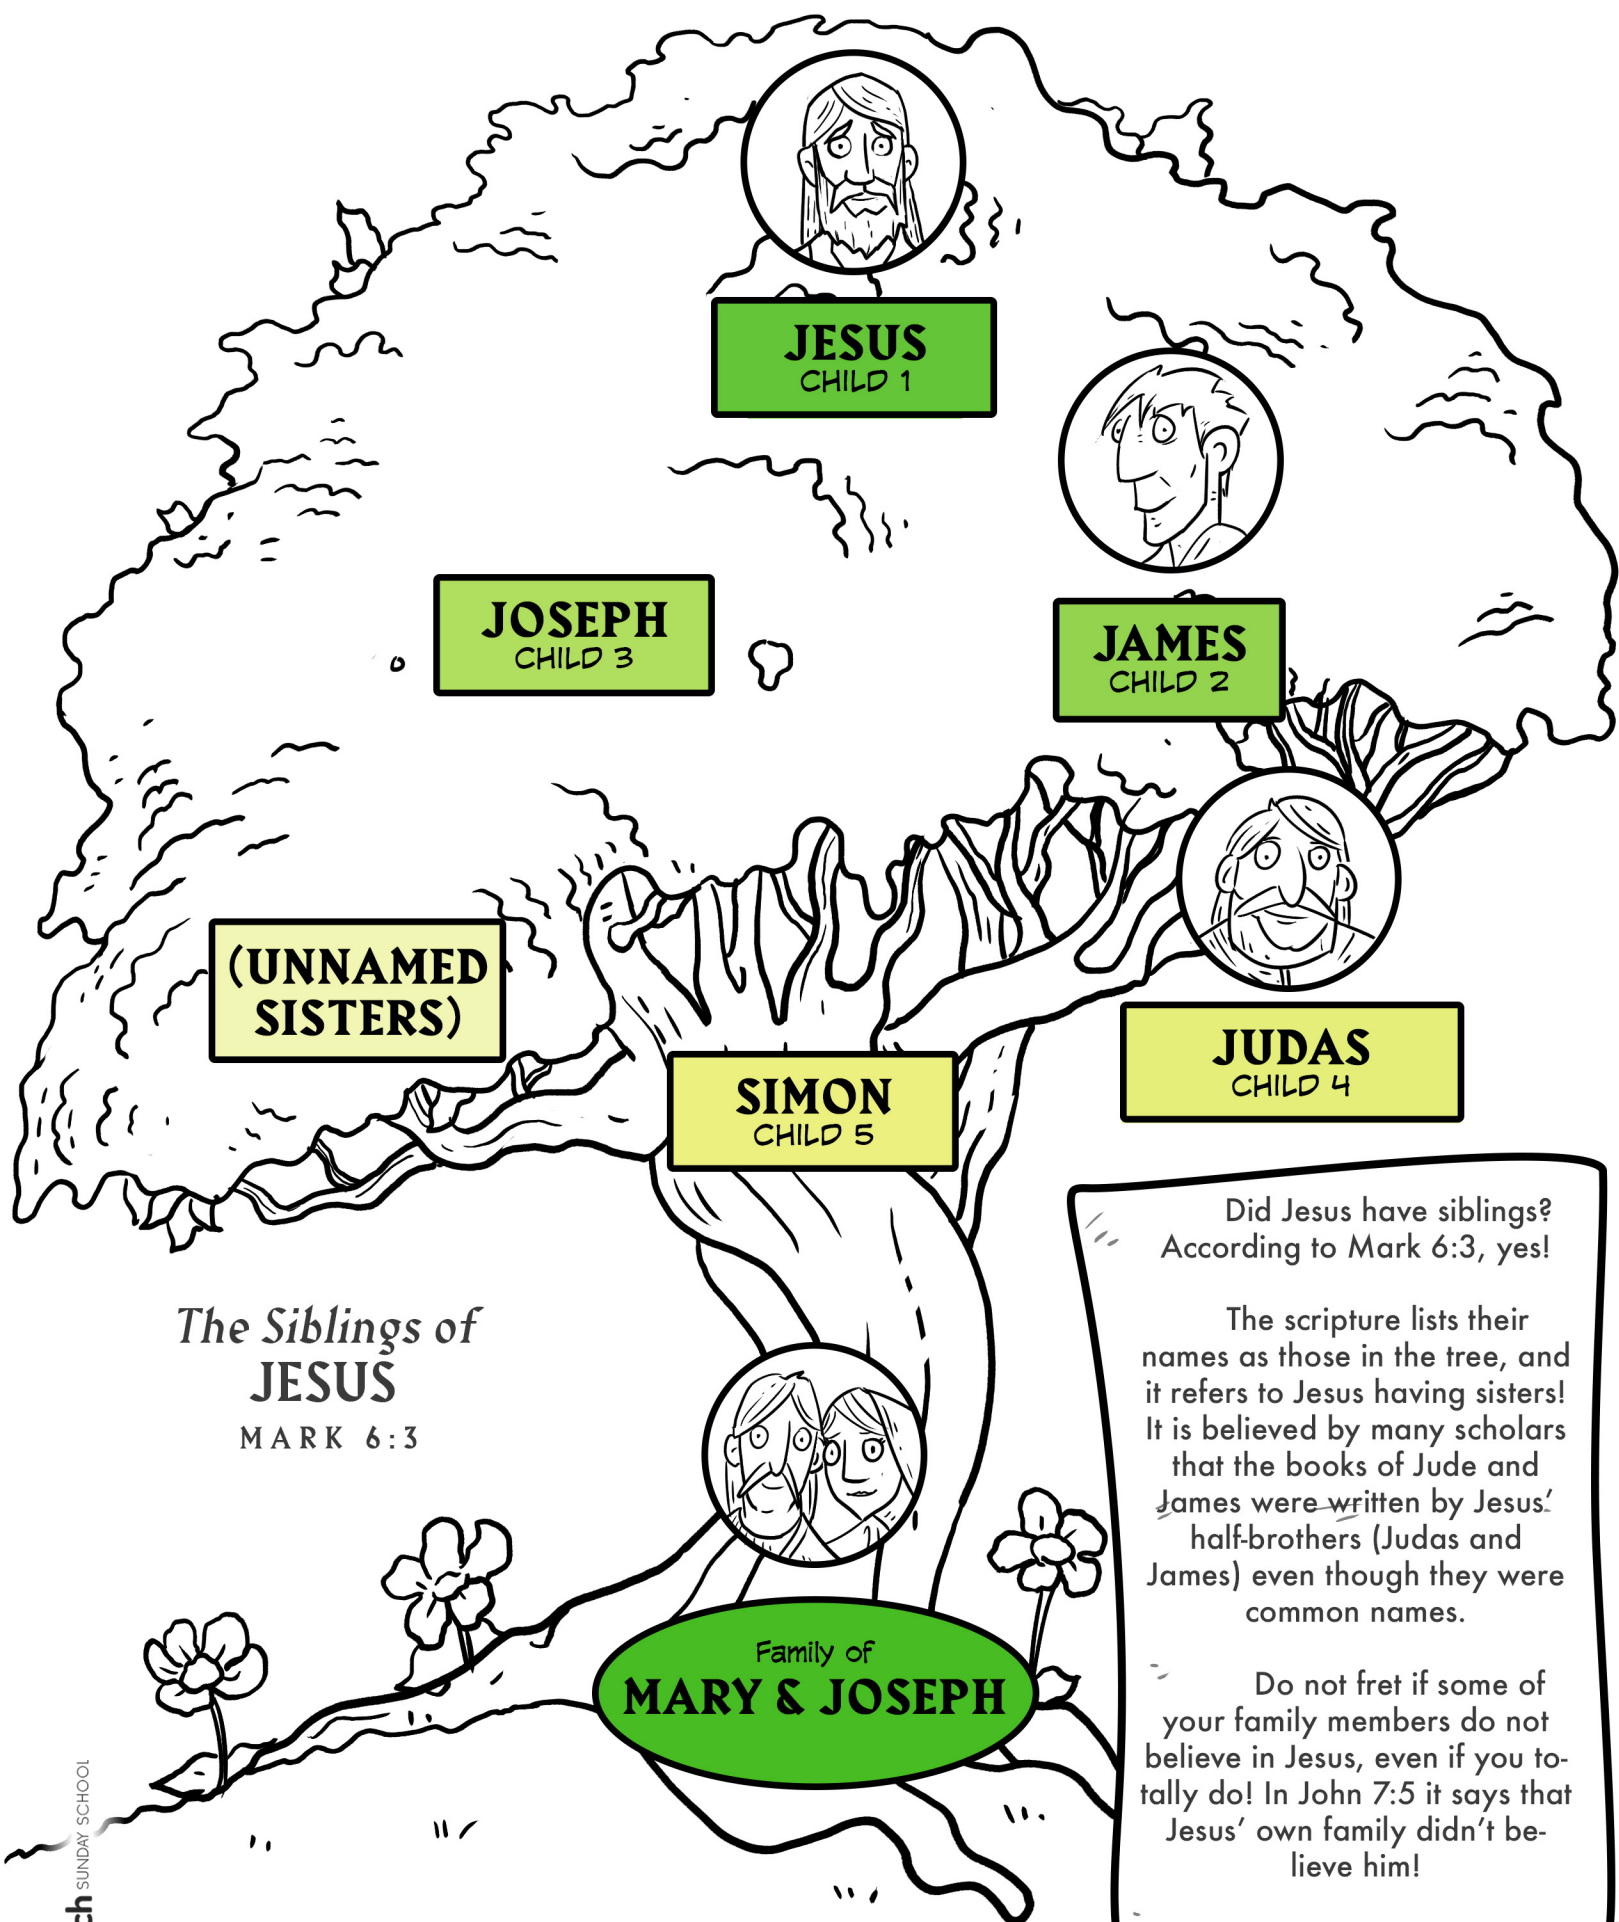 JESUS
CHILD 1
JOSEPH
CHILD 3
JAMES
CHILD 2
(UNNAMED
SISTERS)
SIMON
CHILD 5
JUDAS
CHILD 4
The Siblings of
JESUS
MARK 6:3
Family of
MARY & JOSEPH
Did Jesus have siblings?
According to Mark 6:3, yes!
The scripture lists their
names as those in the tree, and
it refers to Jesus having sisters!
It is believed by many scholars
that the books of Jude and
James were written by Jesus’
half-brothers (Judas and
James) even though they were
common names.
Do not fret if some of
your family members do not
believe in Jesus, even if you to-
tally do! In John 7:5 it says that
Jesus’ own family didn’t be-
lieve him!
ch SUNDAY SCHOOL